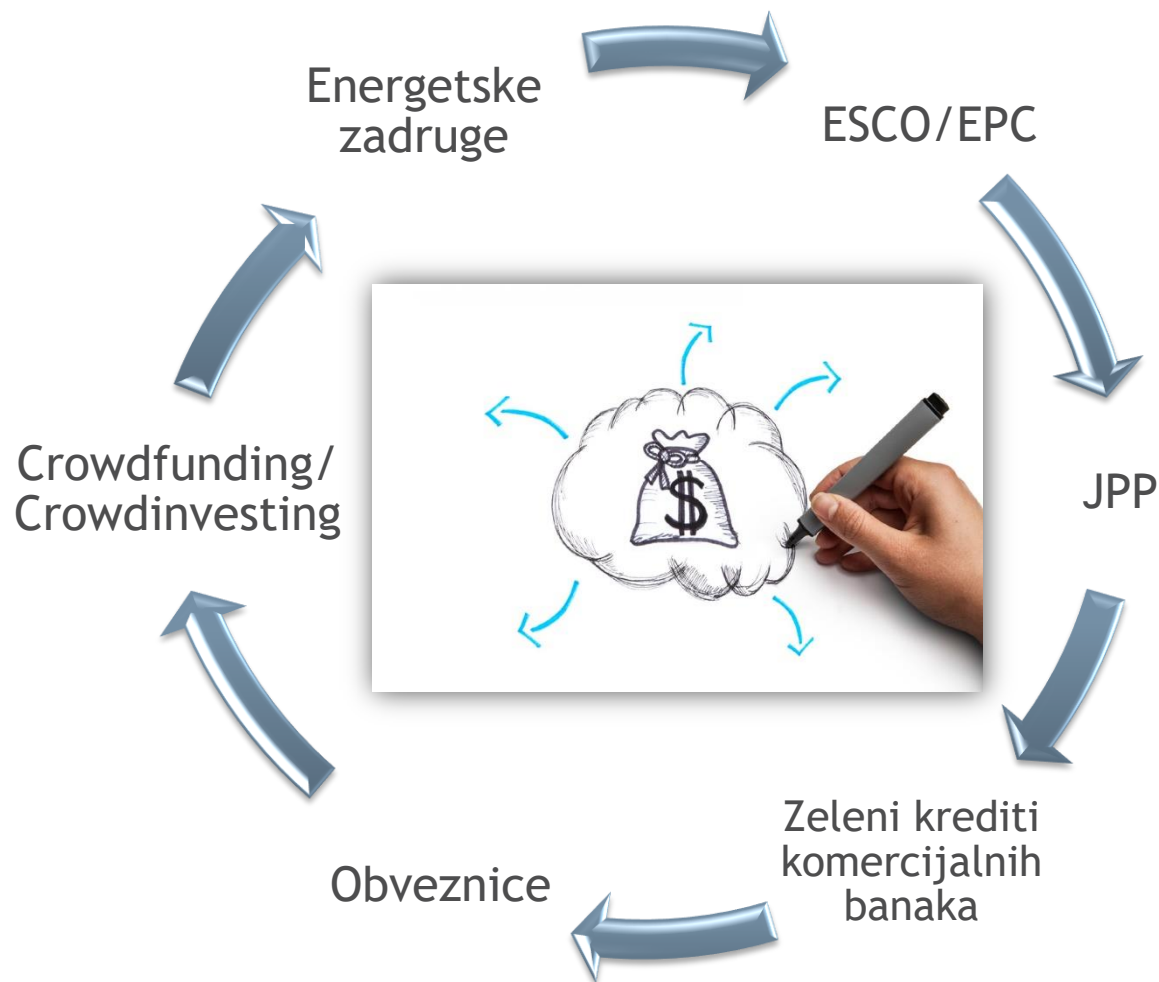 Energetske
zadruge
ESCO/EPC
JPP
Zeleni krediti
komercijalnih
banaka
Obveznice
Crowdfunding/
Crowdinvesting
$